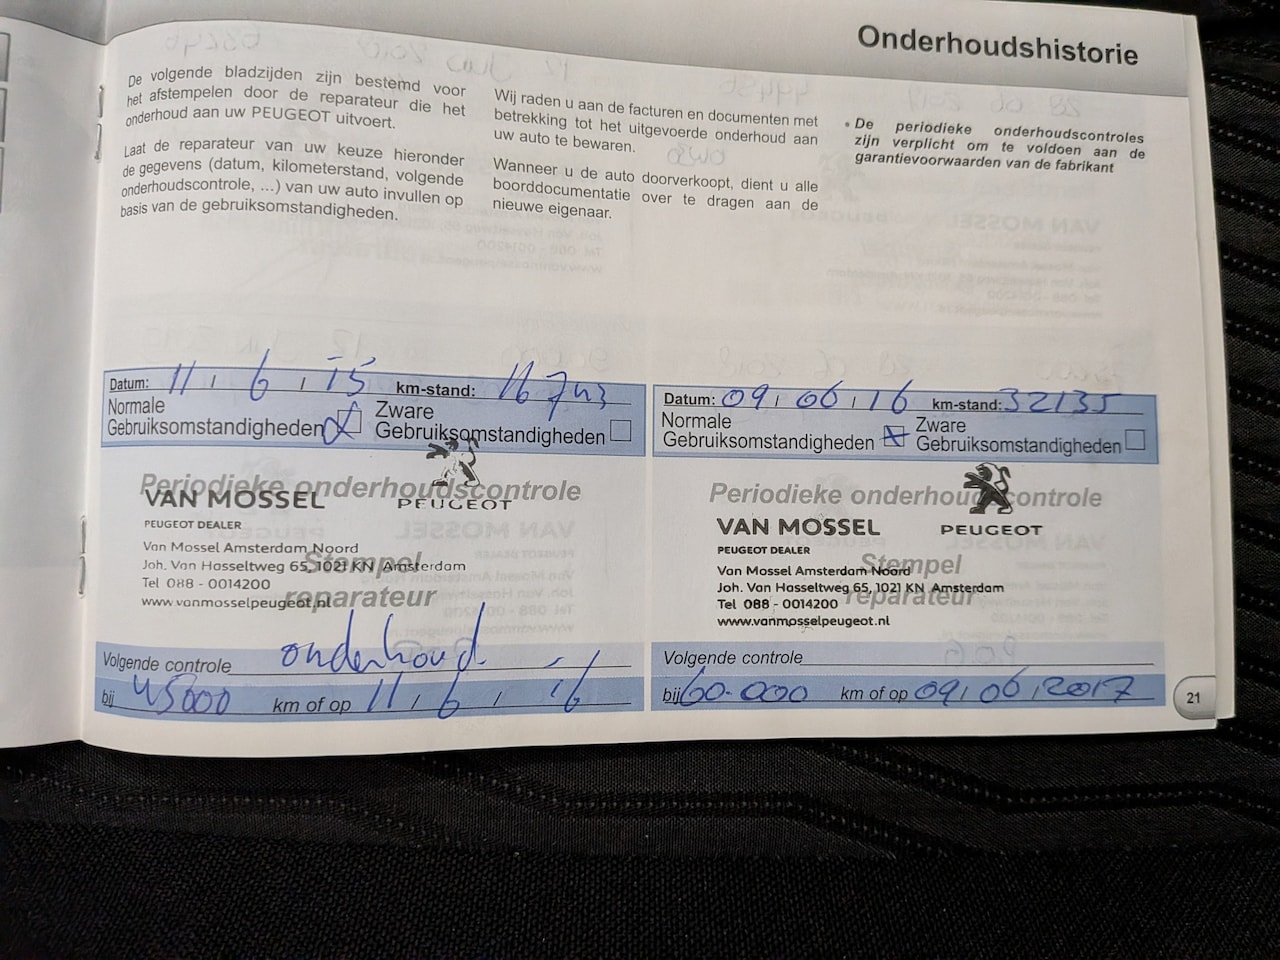 Onderhoudshistorie
De volgende bladzijden zijn bestemd voor
het afstempelen door de reparateur die het
onderhoud aan uw PEUGEOT uitvoert.
Laat de reparateur van uw keuze hieronder
de gegevens (datum, kilometerstand, volgende
onderhoudscontrole, ...) van uw auto invullen op
basis van de gebruiksomstandigheden.
Wij raden u aan de facturen en documenten met
betrekking tot het uitgevoerde onderhoud aan
uw auto te bewaren.
Wanneer u de auto doorverkoopt, dient u alle
boorddocumentatie over te dragen aan de
nieuwe eigenaar.
• De periodieke onderhoudscontroles
zijn verplicht om te voldoen aan de
garantievoorwaarden van de fabrikant
Datum: 11 / 6 / 15 km-stand: 16743
Normale
Gebruiksomstandigheden
Zware
Gebruiksomstandigheden
Periodieke onderhoudscontrole
VAN MOSSEL
PEUGEOT
PEUGEOT DEALER
Van Mossel Amsterdam Noord
Stempel
Joh. Van Hasseltweg 65, 1021 KN Amsterdam
Tel 088 - 0014200
reparateur
www.vanmosselpeugeot.nl
Volgende controle onderhoud
bij 45000 km of op 11 / 6 / 16
Datum: 09 / 06 / 16 km-stand: 32135
Normale
Gebruiksomstandigheden
Zware
Gebruiksomstandigheden
Periodieke onderhoudscontrole
VAN MOSSEL
PEUGEOT
PEUGEOT DEALER
Stempel
Van Mossel Amsterdam Noord
Joh. Van Hasseltweg 65, 1021 KN Amsterdam
Tel 088 - 0014200
reparateur
www.vanmosselpeugeot.nl
Volgende controle
bij 60.000 km of op 09 / 06 / 2017
21